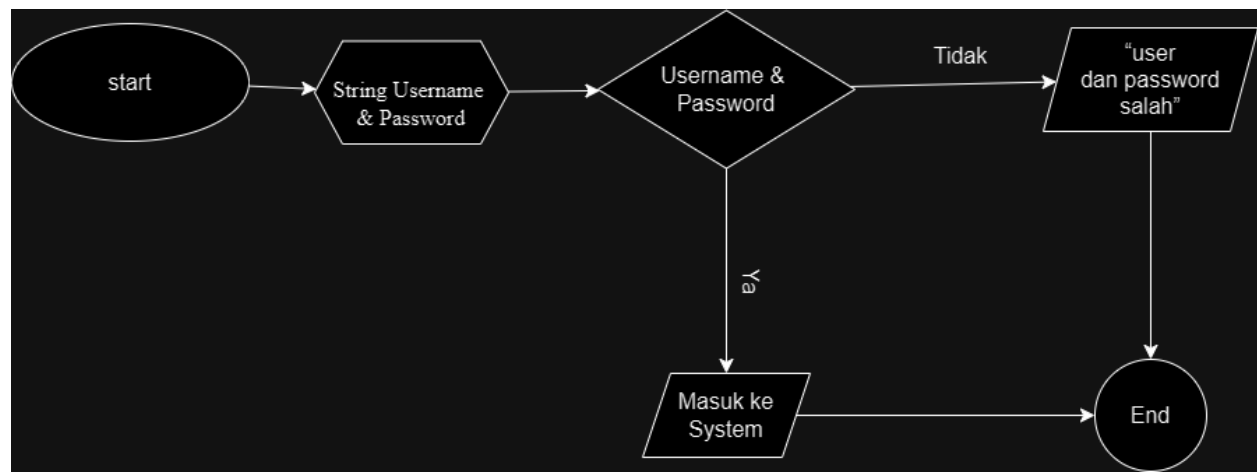 start
String Username
& Password
Username &
Password
Tidak
“user
dan password
salah”
Ya
Masuk ke
System
End